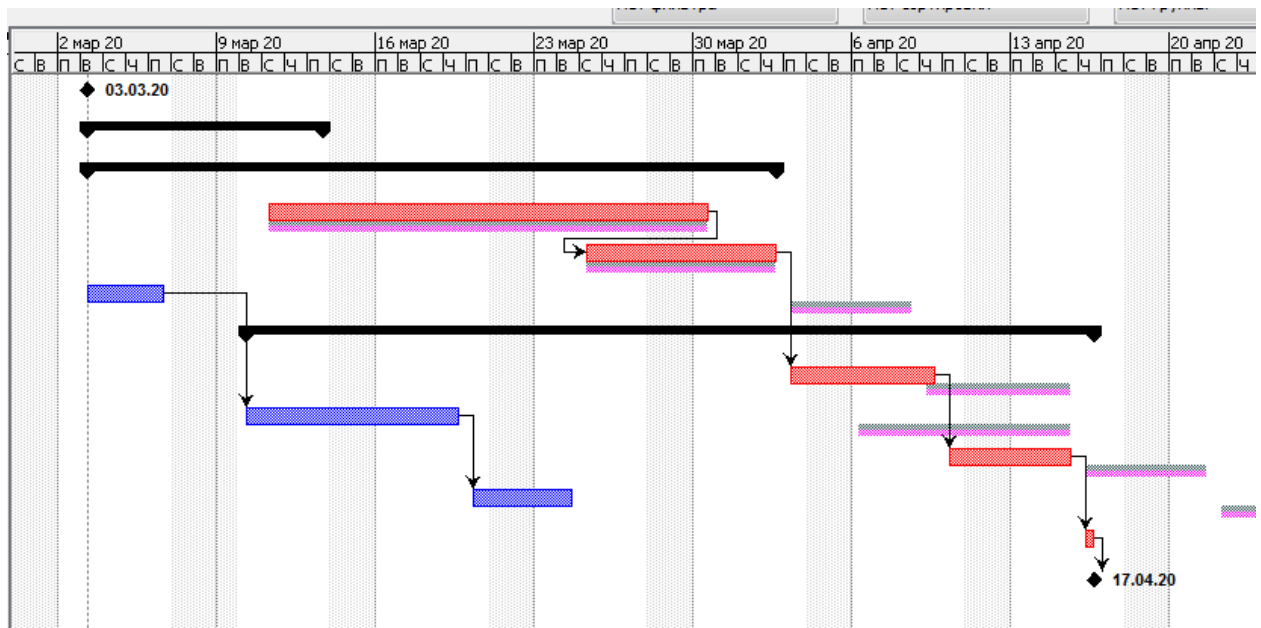 2 мар 20 9 мар 20 16 мар 20 23 мар 20 30 мар 20 6 апр 20 13 апр 20 20 апр 20
С В П В С Ч П С В П В С Ч П С В П В С Ч П С В П В С Ч П С В П В С Ч П С В П В С Ч П С В П В С Ч П С В П В С Ч
03.03.20
17.04.20